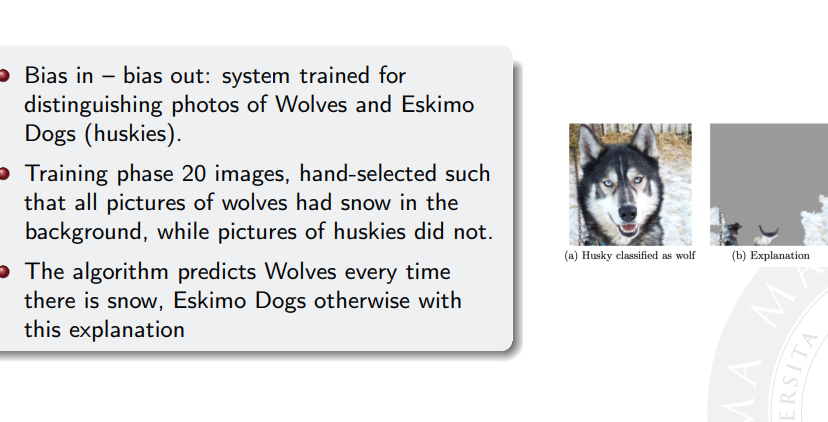 Bias in – bias out: system trained for
distinguishing photos of Wolves and Eskimo
Dogs (huskies).
Training phase 20 images, hand-selected such
that all pictures of wolves had snow in the
background, while pictures of huskies did not.
The algorithm predicts Wolves every time
there is snow, Eskimo Dogs otherwise with
this explanation
(a) Husky classified as wolf
(b) Explanation
MA MA
ERSITA